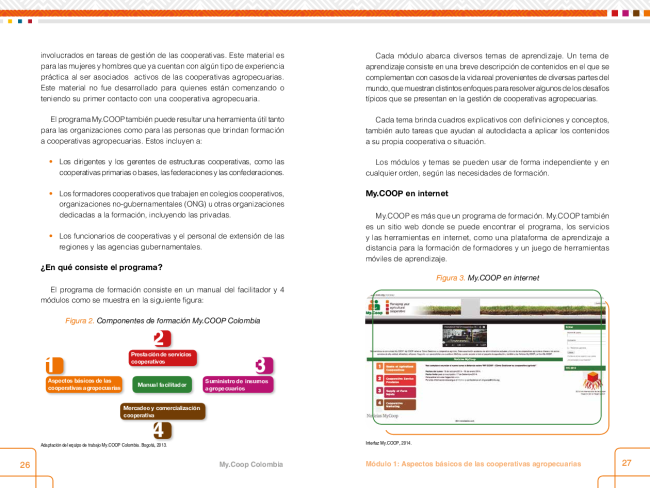 involucrados en tareas de gestión de las cooperativas. Este material es
para las mujeres y hombres que ya cuentan con algún tipo de experiencia
práctica al ser asociados activos de las cooperativas agropecuarias.
Este material no fue desarrollado para quienes están comenzando o
teniendo su primer contacto con una cooperativa agropecuaria.
El programa My.COOP también puede resultar una herramienta útil tanto
para las organizaciones como para las personas que brindan formación
a cooperativas agropecuarias. Estos incluyen a:
• Los dirigentes y los gerentes de estructuras cooperativas, como las
cooperativas primarias o bases, las federaciones y las confederaciones.
• Los formadores cooperativos que trabajen en colegios cooperativos,
organizaciones no-gubernamentales (ONG) u otras organizaciones
dedicadas a la formación, incluyendo las privadas.
• Los funcionarios de cooperativas y el personal de extensión de las
regiones y las agencias gubernamentales.
¿En qué consiste el programa?
El programa de formación consiste en un manual del facilitador y 4
módulos como se muestra en la siguiente figura:
Figura 2. Componentes de formación My.COOP Colombia
2
Prestación de servicios
cooperativos
1
Aspectos básicos de las
cooperativas agropecuarias
Manual facilitador
3
Suministro de insumos
agropecuarios
Mercadeo y comercialización
cooperativa
4
Adaptación del equipo de trabajo My.COOP Colombia. Bogotá, 2013.
26
My.Coop Colombia
Cada módulo abarca diversos temas de aprendizaje. Un tema de
aprendizaje consiste en una breve descripción de contenidos en el que se
complementan con casos de la vida real provenientes de diversas partes del
mundo, que muestran distintos enfoques para resolver algunos de los desafíos
típicos que se presentan en la gestión de cooperativas agropecuarias.
Cada tema brinda cuadros explicativos con definiciones y conceptos,
también auto tareas que ayudan al autodidacta a aplicar los contenidos
a su propia cooperativa o situación.
Los módulos y temas se pueden usar de forma independiente y en
cualquier orden, según las necesidades de formación.
My.COOP en internet
My.COOP es más que un programa de formación. My.COOP también
es un sitio web donde se puede encontrar el programa, los servicios
y las herramientas en internet, como una plataforma de aprendizaje a
distancia para la formación de formadores y un juego de herramientas
móviles de aprendizaje.
Figura 3. My.COOP en internet
My.Coop
Managing your
agricultural
cooperative
Welcome MyCoop
1
2
3
4
Interfaz My.COOP, 2014.
Módulo 1: Aspectos básicos de las cooperativas agropecuarias
27